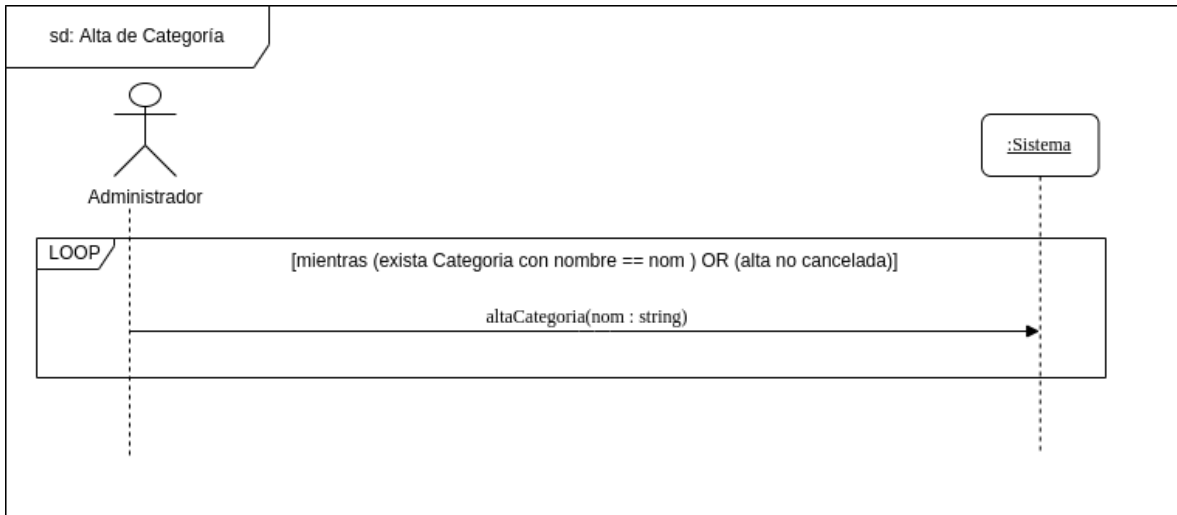 sd: Alta de Categoría
:Sistema
Administrador
LOOP
[mientras (exista Categoria con nombre == nom ) OR (alta no cancelada)]
altaCategoria(nom : string)